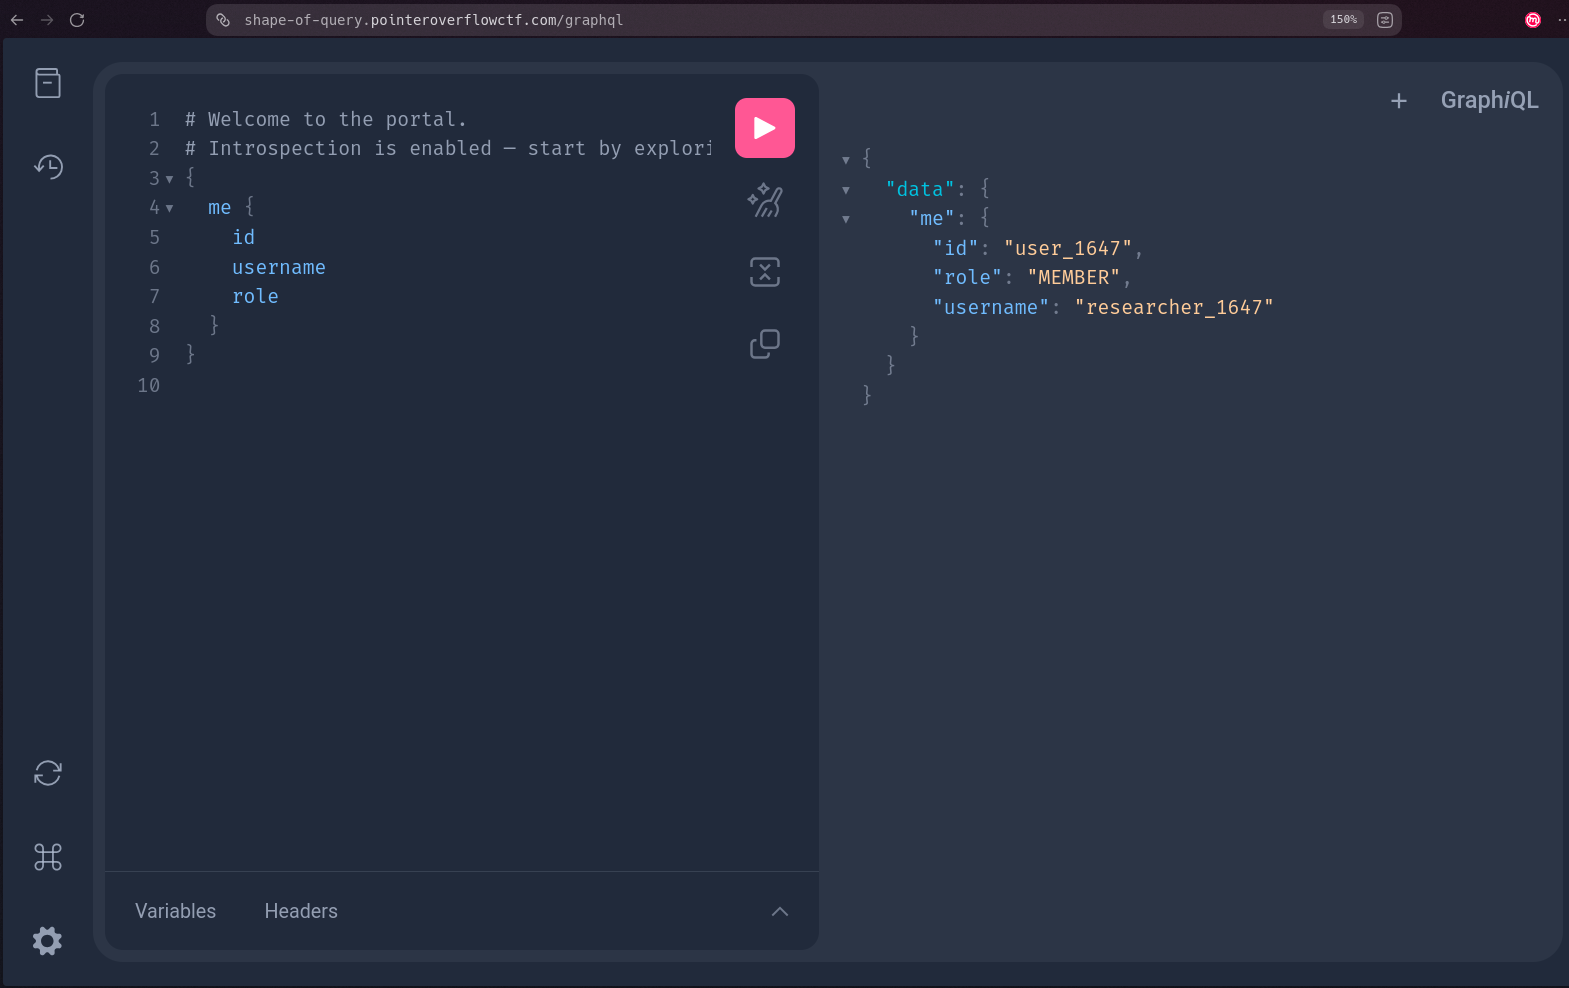 shape-of-query.pointeroverflowctf.com/graphql
150%
GraphiQL
1 # Welcome to the portal.
2 # Introspection is enabled — start by explori
3 {
4 me {
5 id
6 username
7 role
8 }
9 }
10
{
"data": {
"me": {
"id": "user_1647",
"role": "MEMBER",
"username": "researcher_1647"
}
}
}
Variables Headers